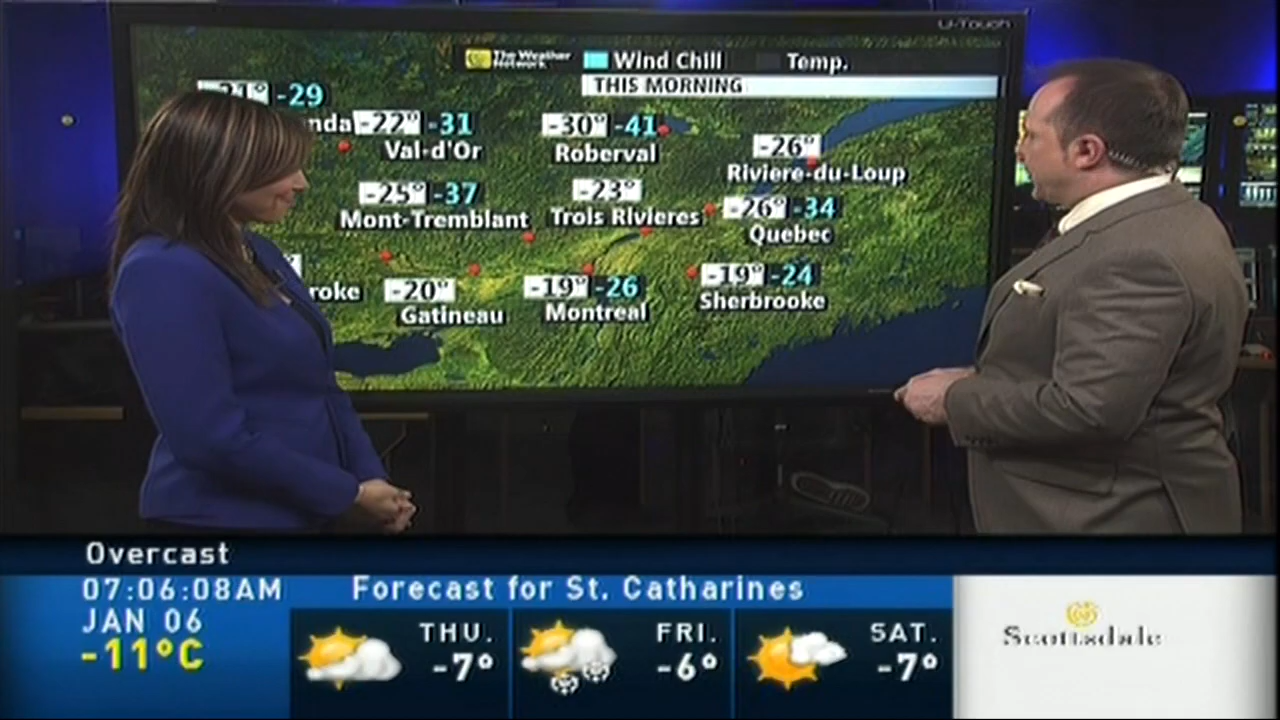 U-Touch
The Weather Network
Wind Chill
Temp.
THIS MORNING
-21° -29
nda -22° -31
Val-d'Or
-30° -41
Roberval
-26°
Riviere-du-Loup
-25° -37
Mont-Tremblant
-23°
Trois Rivieres
-26° -34
Quebec
roke
-20°
Gatineau
-19° -26
Montreal
-19° -24
Sherbrooke
Overcast
07:06:08AM
JAN 06
-11°C
Forecast for St. Catharines
THU.
-7°
FRI.
-6°
SAT.
-7°
Scottsdale